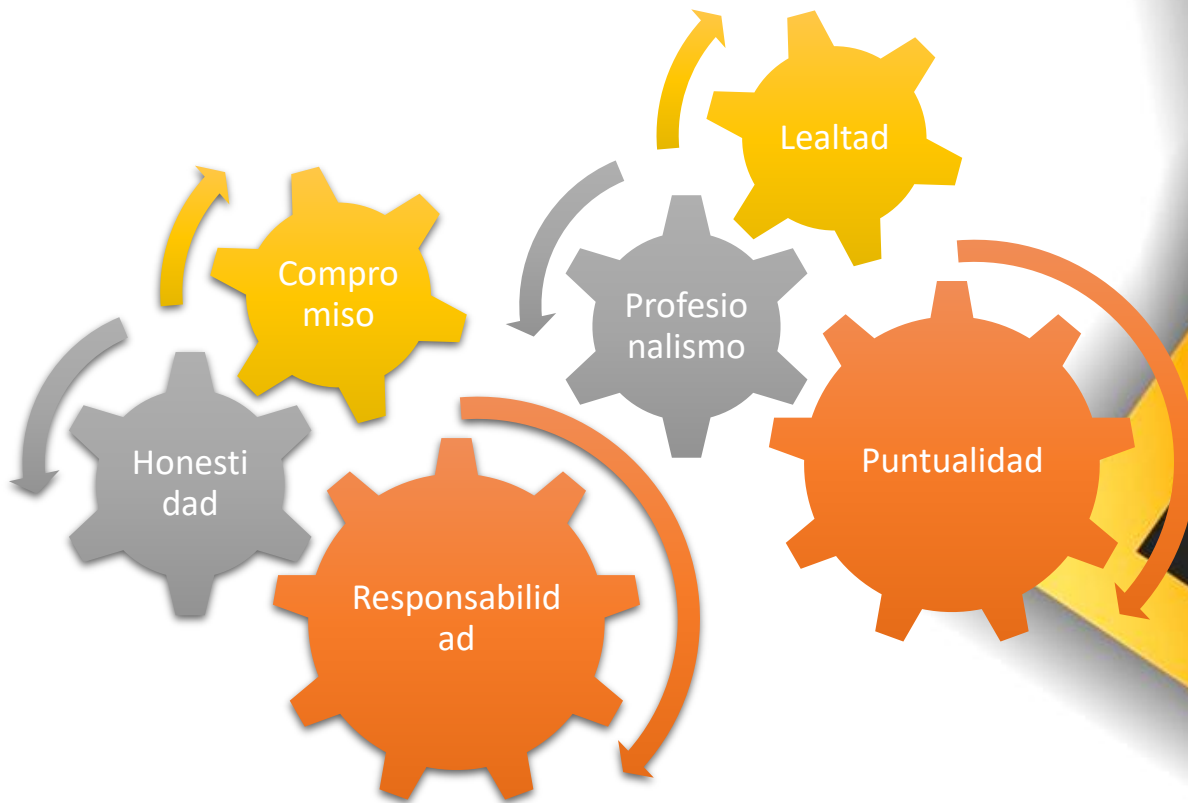 Compro
miso
Honesti
dad
Responsabilid
ad
Lealtad
Profesio
nalismo
Puntualidad